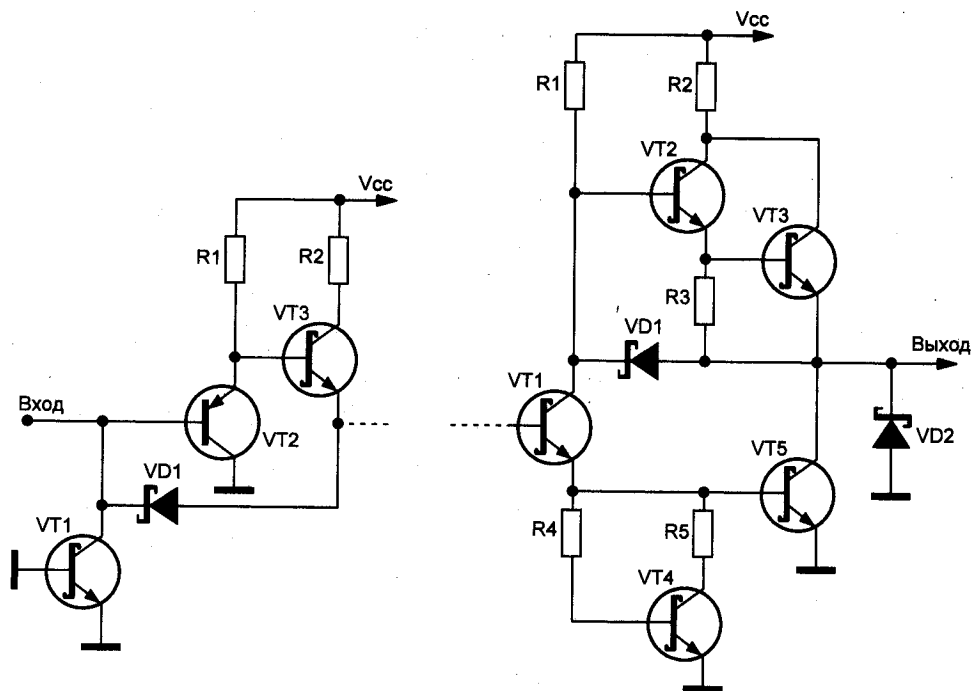 Vcc
R1
R2
VT3
Вход
VT2
VD1
VT1
Vcc
R1
R2
VT2
VT3
R3
VD1
Выход
VT1
VD2
VT5
R4
R5
VT4